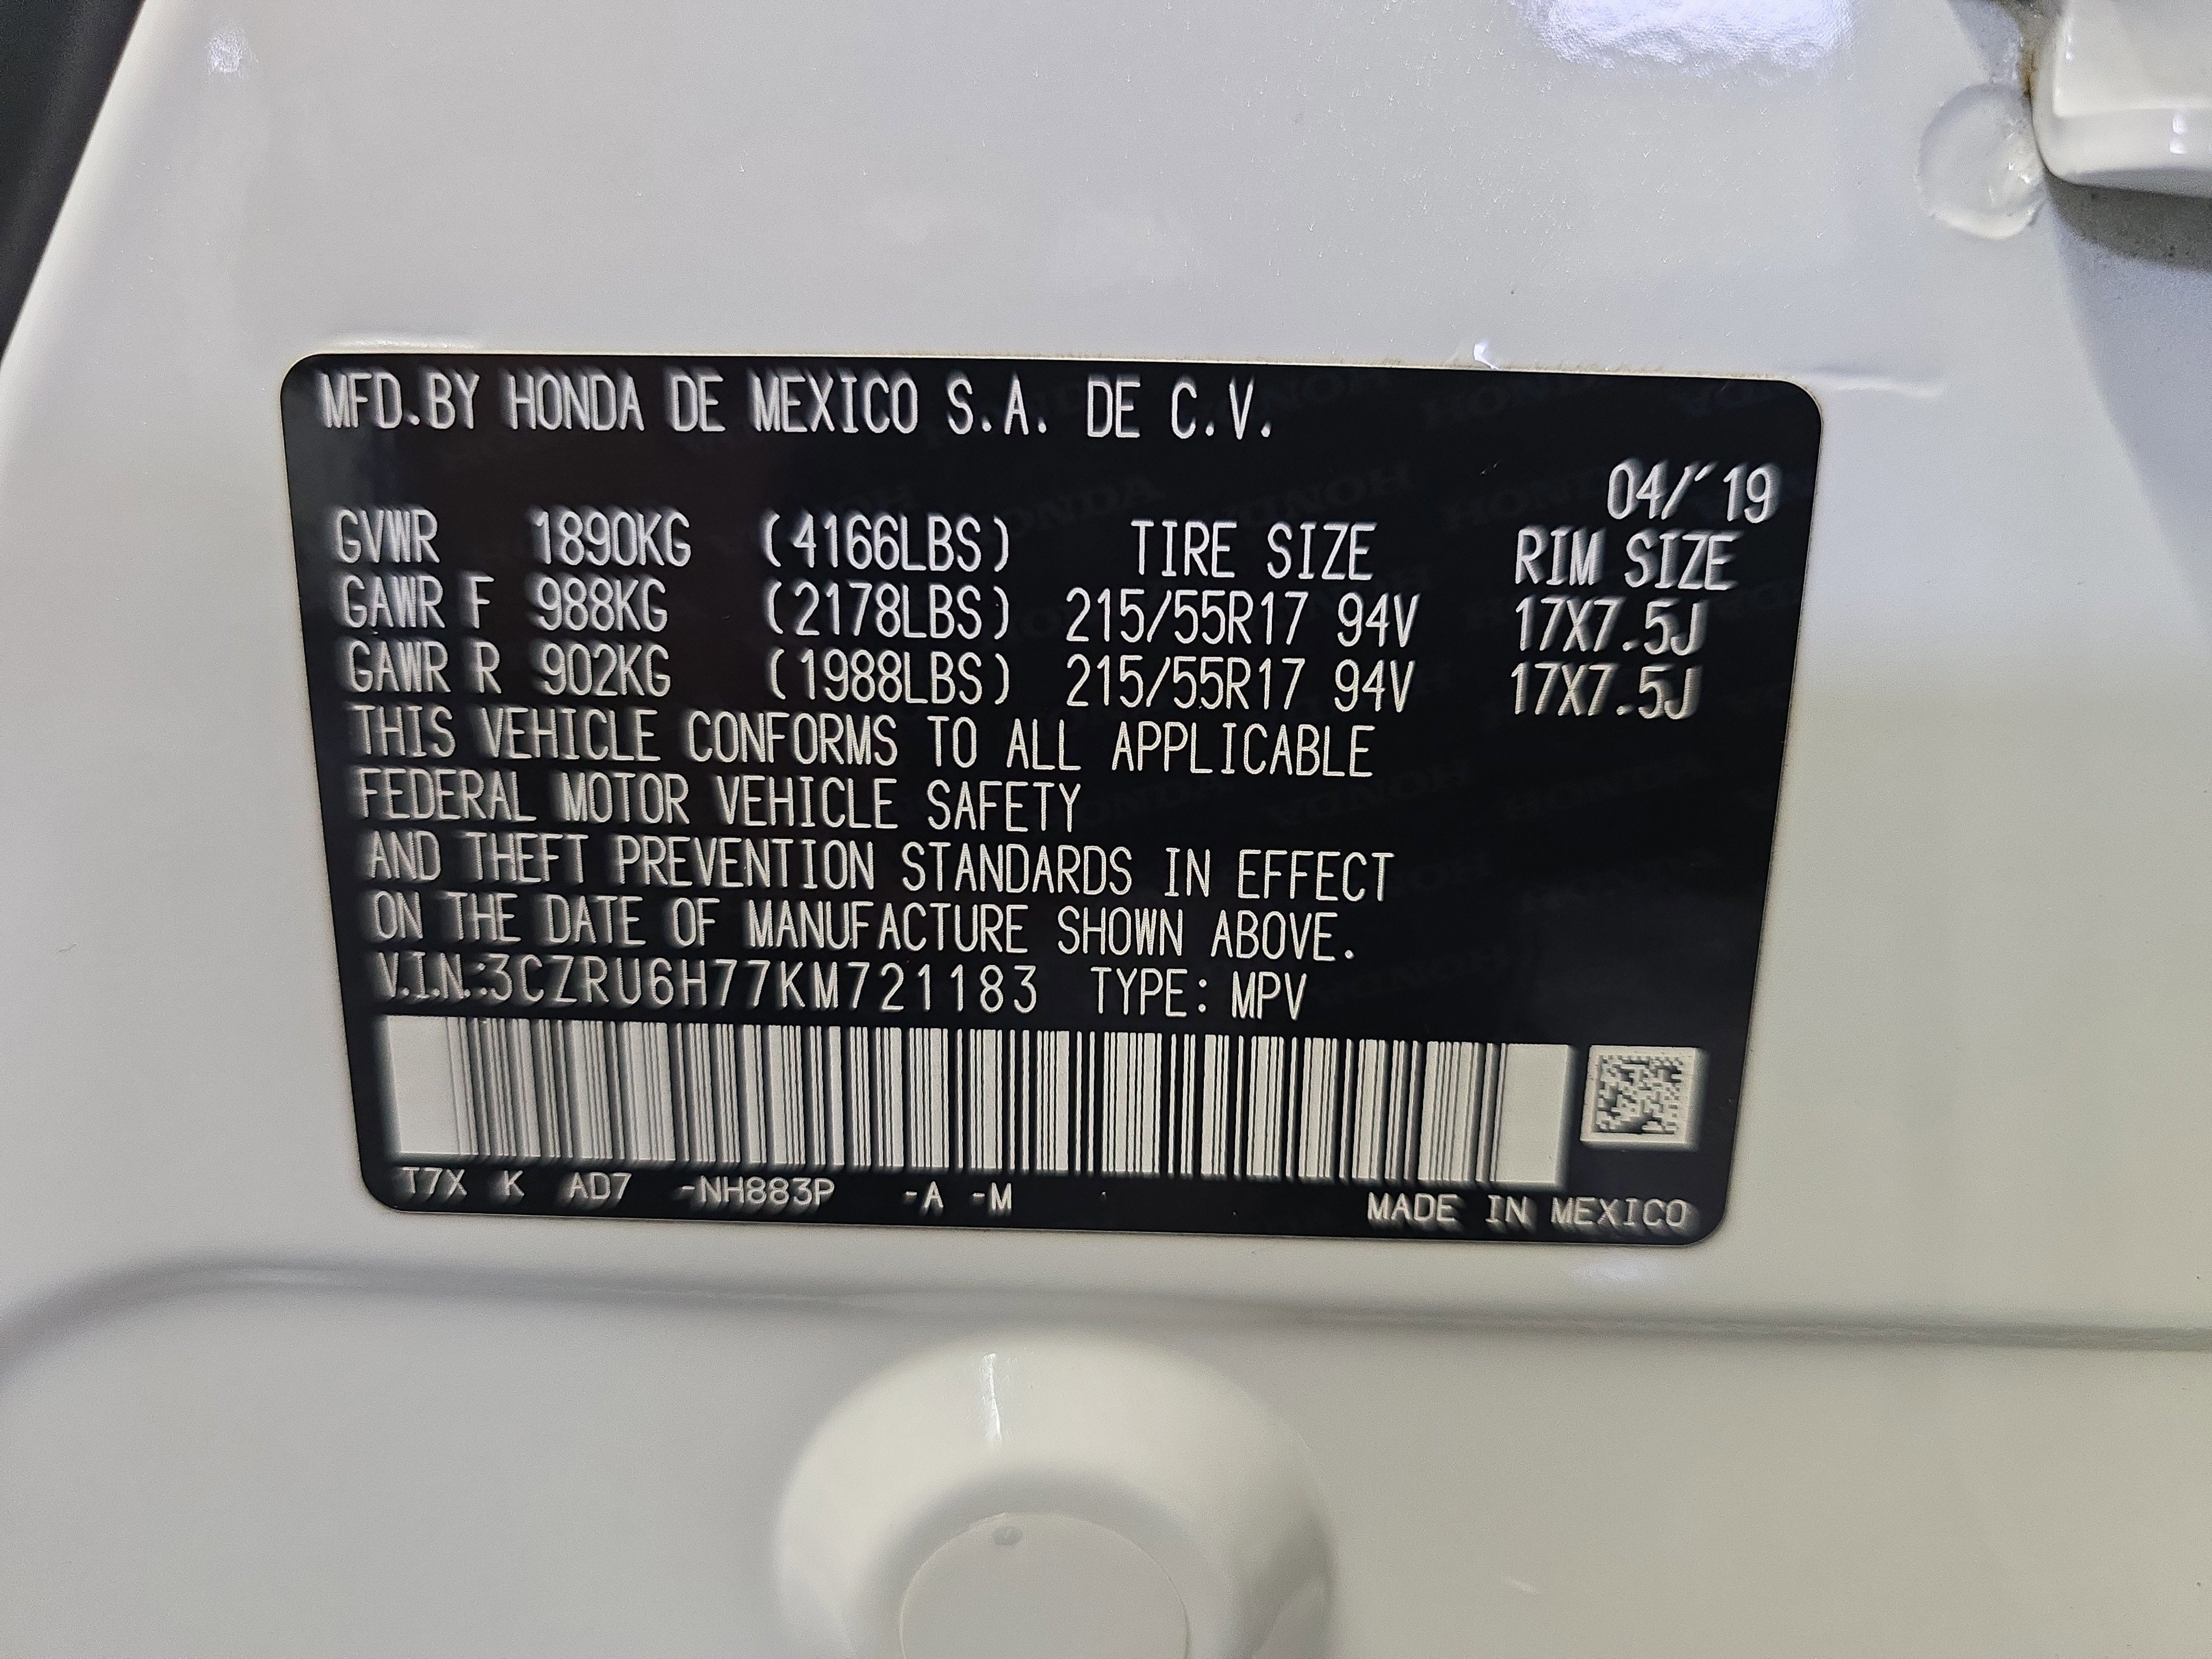 MFD.BY HONDA DE MEXICO S.A. DE C.V.
04/'19
GVWR 1890KG (4166LBS) TIRE SIZE RIM SIZE
GAWR F 988KG (2178LBS) 215/55R17 94V 17X7.5J
GAWR R 902KG (1988LBS) 215/55R17 94V 17X7.5J
THIS VEHICLE CONFORMS TO ALL APPLICABLE
FEDERAL MOTOR VEHICLE SAFETY
AND THEFT PREVENTION STANDARDS IN EFFECT
ON THE DATE OF MANUFACTURE SHOWN ABOVE.
V.I.N.:3CZRU6H77KM721183 TYPE: MPV
T7X K AD7 -NH883P -A -M MADE IN MEXICO